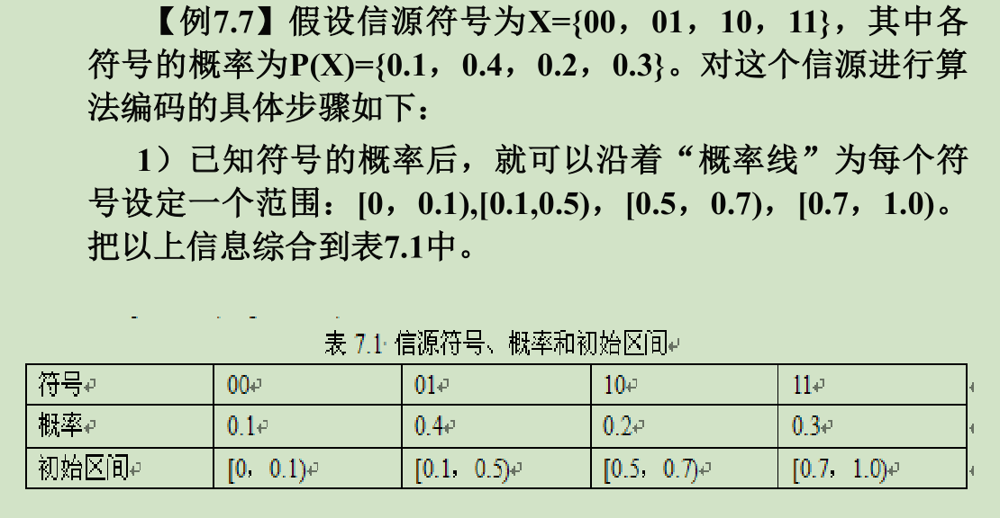 【例7.7】假设信源符号为X={00，01，10，11}，其中各
符号的概率为P(X)={0.1，0.4，0.2，0.3}。对这个信源进行算
法编码的具体步骤如下：
1）已知符号的概率后，就可以沿着“概率线”为每个符
号设定一个范围：[0，0.1),[0.1,0.5)，[0.5，0.7)，[0.7，1.0)。
把以上信息综合到表7.1中。
表 7.1 信源符号、概率和初始区间
符号 00 01 10 11
概率 0.1 0.4 0.2 0.3
初始区间 [0，0.1) [0.1，0.5) [0.5，0.7) [0.7，1.0)